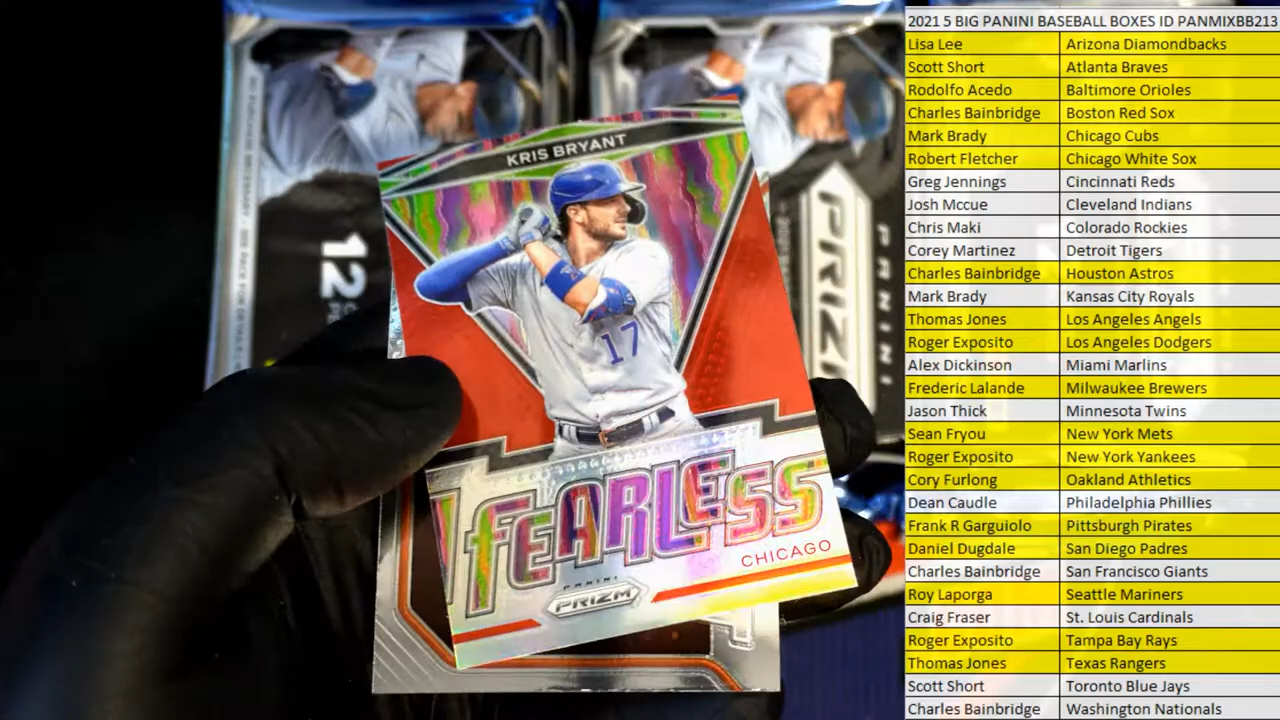 KRIS BRYANT
17
FEARLESS
CHICAGO
PANINI
PRIZM
12
PANINI
2021 5 BIG PANINI BASEBALL BOXES ID PANMIXBB213
Lisa Lee Arizona Diamondbacks
Scott Short Atlanta Braves
Rodolfo Acedo Baltimore Orioles
Charles Bainbridge Boston Red Sox
Mark Brady Chicago Cubs
Robert Fletcher Chicago White Sox
Greg Jennings Cincinnati Reds
Josh Mccue Cleveland Indians
Chris Maki Colorado Rockies
Corey Martinez Detroit Tigers
Charles Bainbridge Houston Astros
Mark Brady Kansas City Royals
Thomas Jones Los Angeles Angels
Roger Exposito Los Angeles Dodgers
Alex Dickinson Miami Marlins
Frederic Lalande Milwaukee Brewers
Jason Thick Minnesota Twins
Sean Fryou New York Mets
Roger Exposito New York Yankees
Cory Furlong Oakland Athletics
Dean Caudle Philadelphia Phillies
Frank R Garguiolo Pittsburgh Pirates
Daniel Dugdale San Diego Padres
Charles Bainbridge San Francisco Giants
Roy Laporga Seattle Mariners
Craig Fraser St. Louis Cardinals
Roger Exposito Tampa Bay Rays
Thomas Jones Texas Rangers
Scott Short Toronto Blue Jays
Charles Bainbridge Washington Nationals